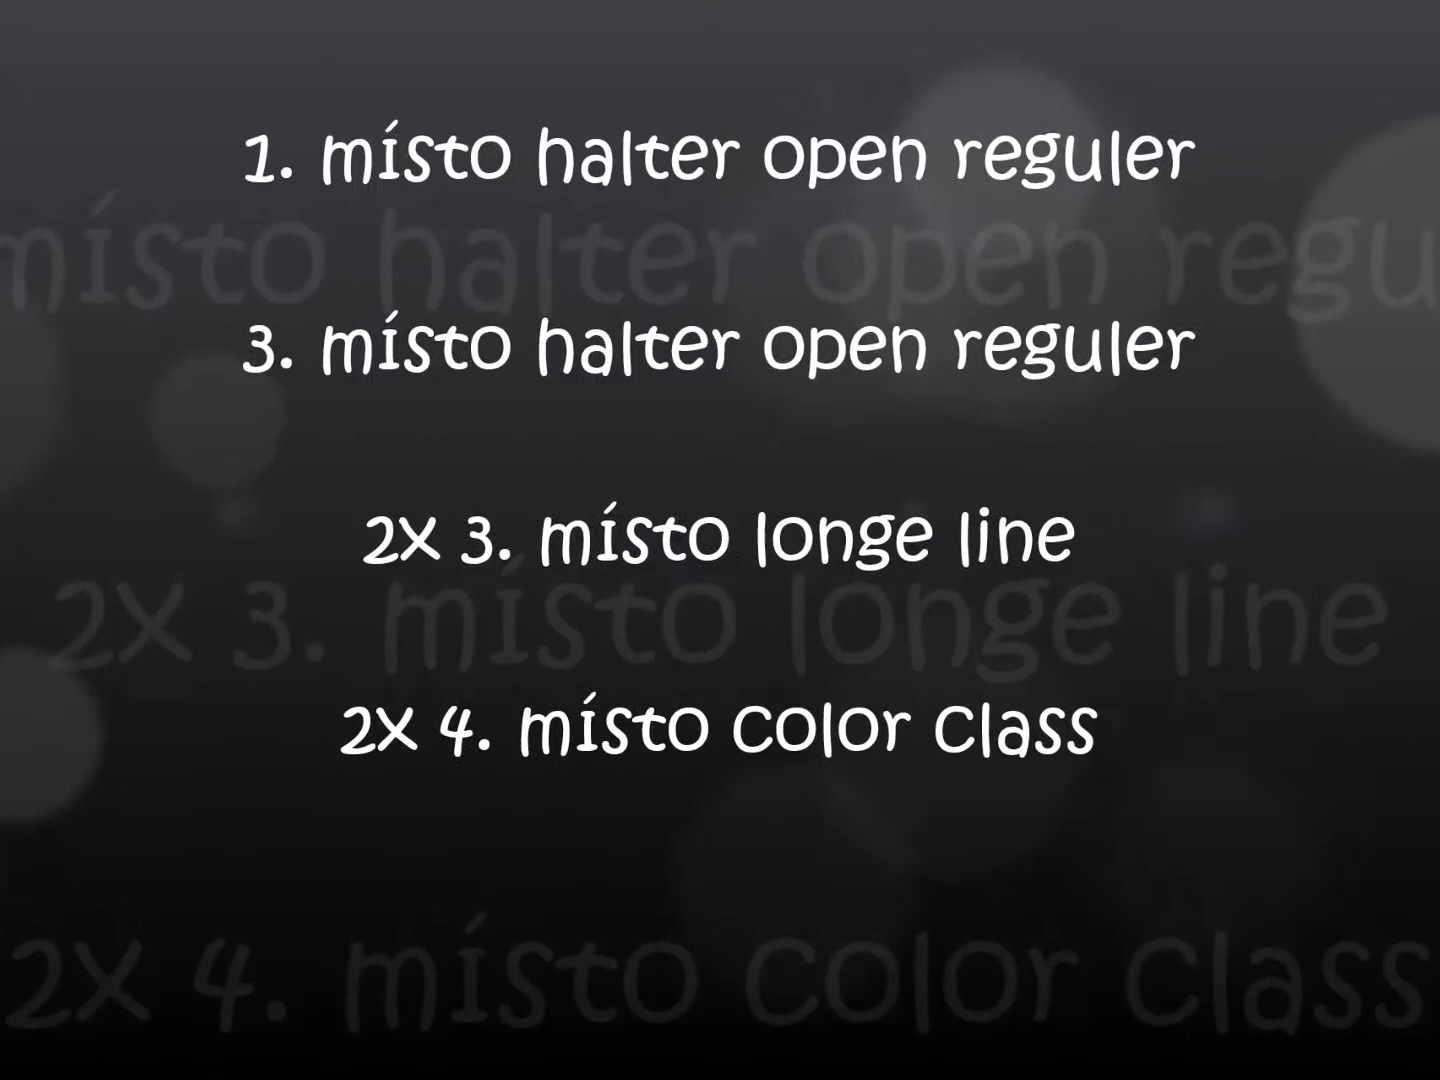 1. místo halter open reguler
3. místo halter open reguler
2x 3. místo longe line
2x 4. místo color class